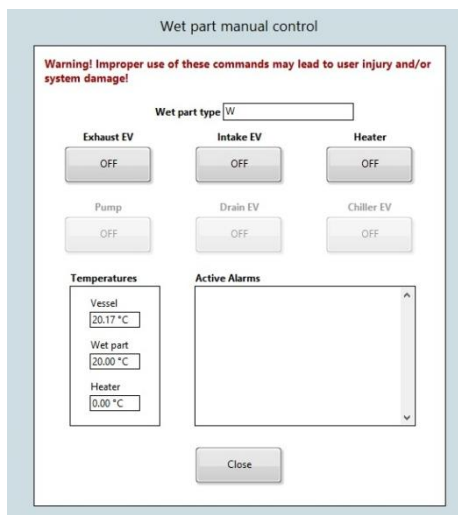 Wet part manual control
Warning! Improper use of these commands may lead to user injury and/or
system damage!
Wet part type W
Exhaust EV Intake EV Heater
OFF OFF OFF
Pump Drain EV Chiller EV
OFF OFF OFF
Temperatures Active Alarms
Vessel
20.17 °C
Wet part
20.00 °C
Heater
0.00 °C
Close